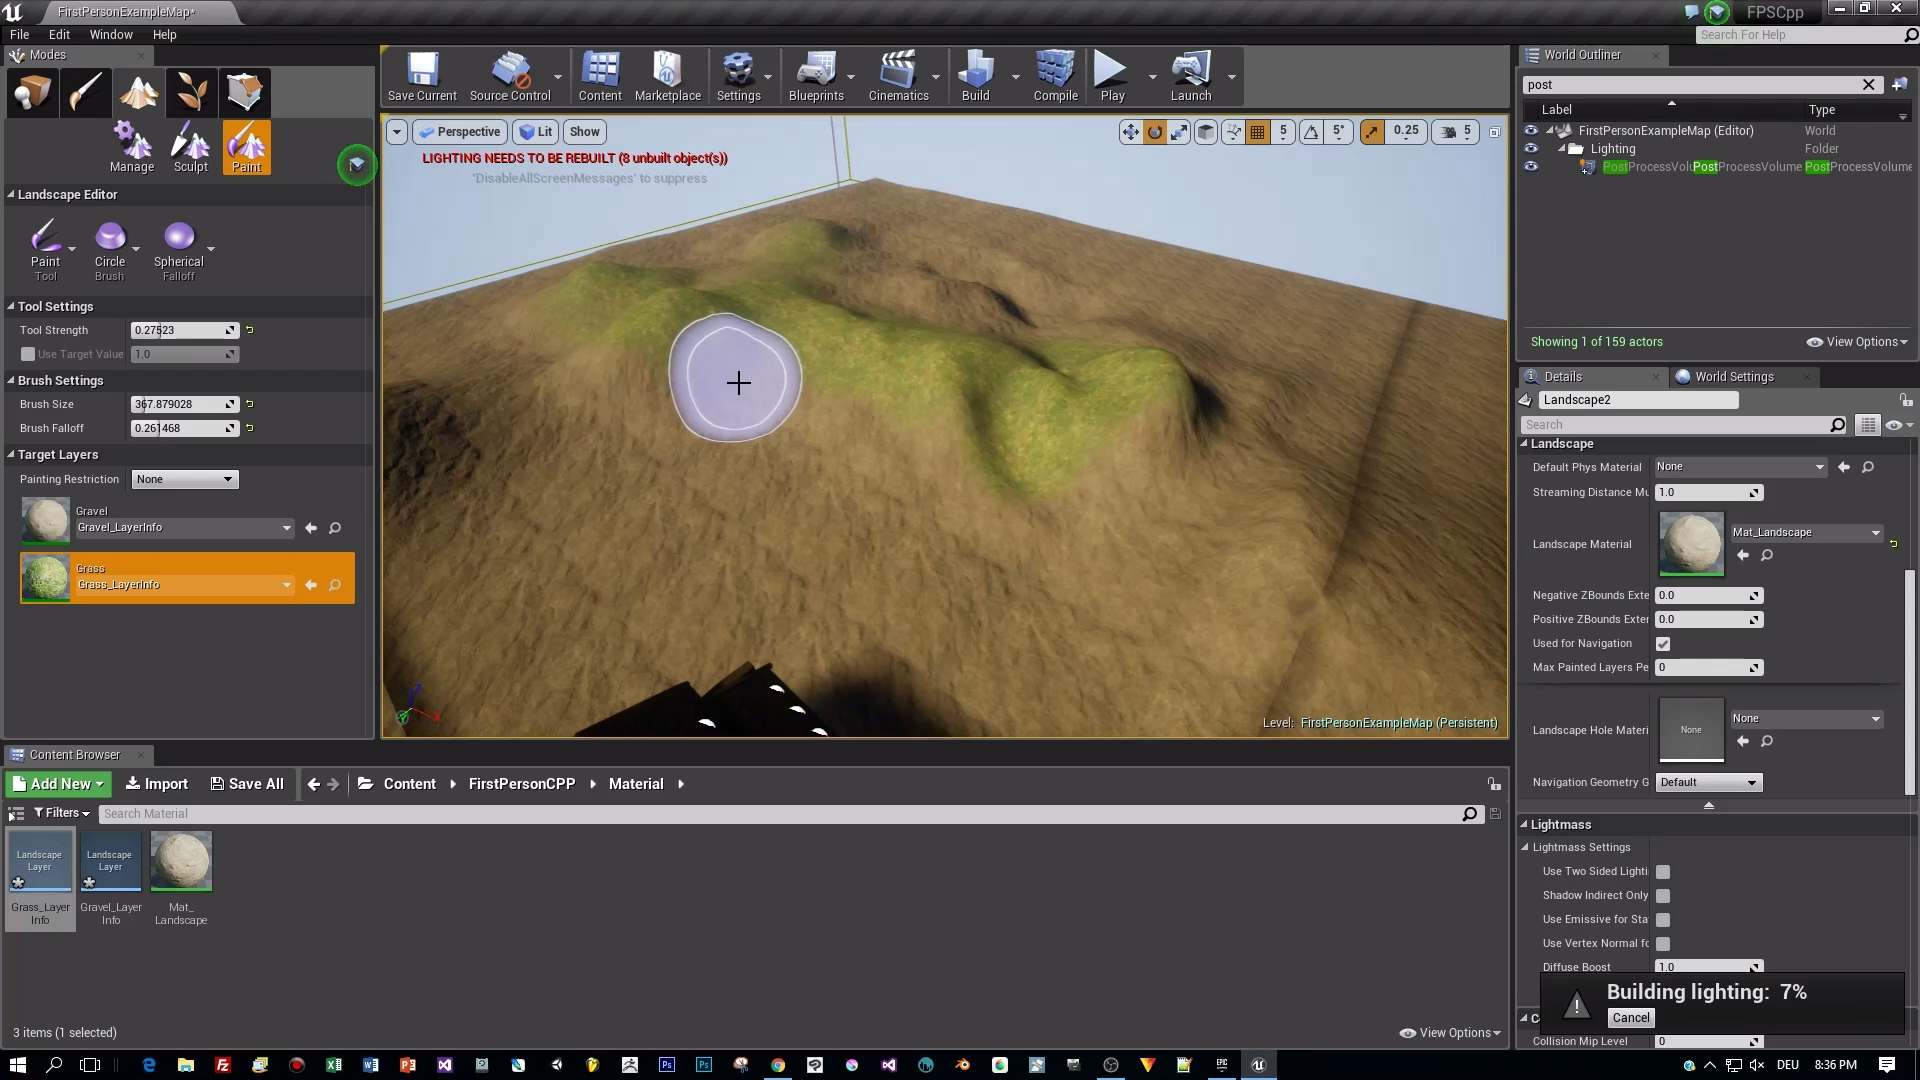 FirstPersonExampleMap*
FPSCpp
File Edit Window Help
Search For Help
Modes
Manage Sculpt Paint
Landscape Editor
Paint Circle Spherical
Tool Brush Falloff
Tool Settings
Tool Strength 0.27523
Use Target Value 1.0
Brush Settings
Brush Size 367.879028
Brush Falloff 0.261468
Target Layers
Painting Restriction None
Gravel
Gravel_LayerInfo
Grass
Grass_LayerInfo
Save Current Source Control Content Marketplace Settings Blueprints Cinematics Build Compile Play Launch
Perspective Lit Show
5 5° 0.25 5
LIGHTING NEEDS TO BE REBUILT (8 unbuilt object(s))
'DisableAllScreenMessages' to suppress
Level: FirstPersonExampleMap (Persistent)
World Outliner
post
Label Type
FirstPersonExampleMap (Editor) World
Lighting Folder
PostProcessVolu PostProcessVolume PostProcessVolume
Showing 1 of 159 actors
View Options
Details World Settings
Landscape2
Search
Landscape
Default Phys Material None
Streaming Distance Mu 1.0
Landscape Material Mat_Landscape
Negative ZBounds Exte 0.0
Positive ZBounds Exter 0.0
Used for Navigation
Max Painted Layers Pe 0
Landscape Hole Materi None None
Navigation Geometry G Default
Lightmass
Lightmass Settings
Use Two Sided Lighti
Shadow Indirect Only
Use Emissive for Sta
Use Vertex Normal fo
Diffuse Boost 1.0
Building lighting: 7%
Cancel
Collision Mip Level 0
Content Browser
Add New Import Save All Content FirstPersonCPP Material
Filters Search Material
Landscape Layer Landscape Layer
Grass_Layer Info Gravel_Layer Info Mat_ Landscape
3 items (1 selected)
View Options
DEU 8:36 PM